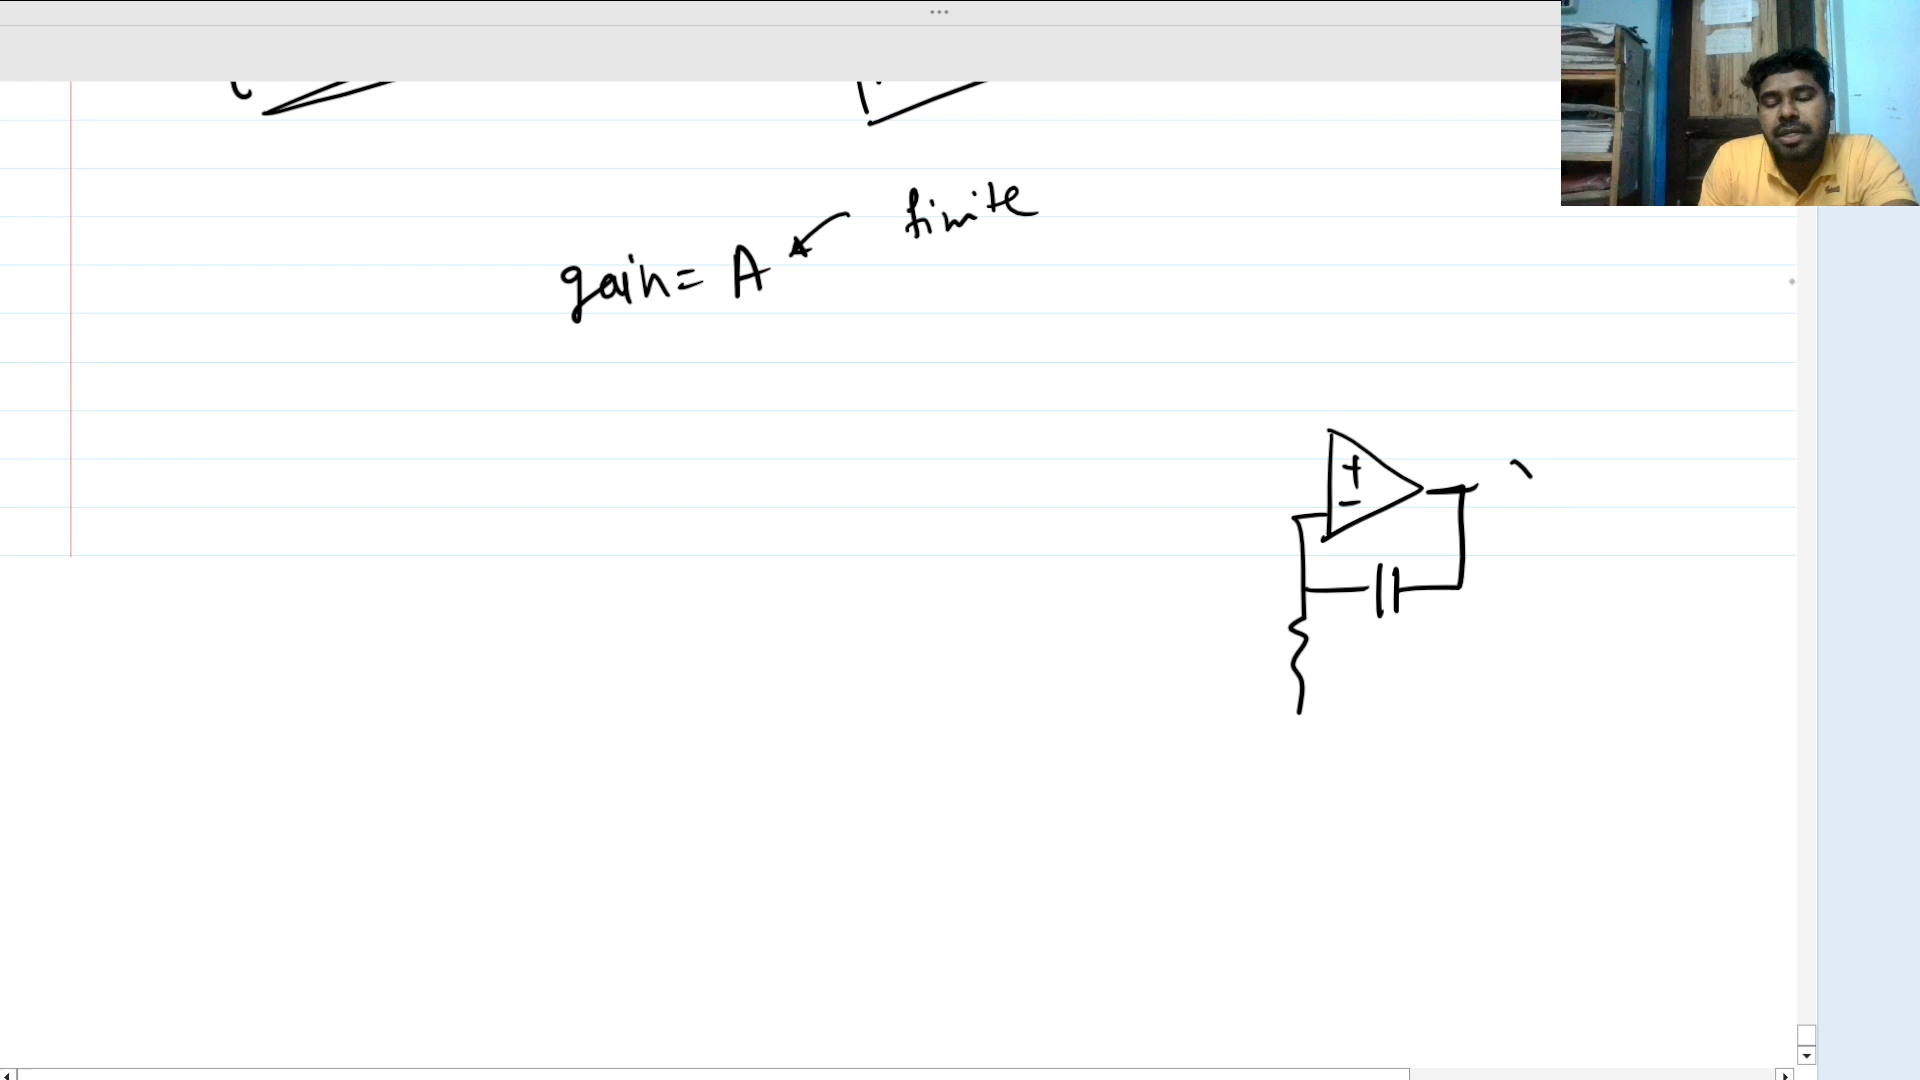 finite
gain= A
+
-